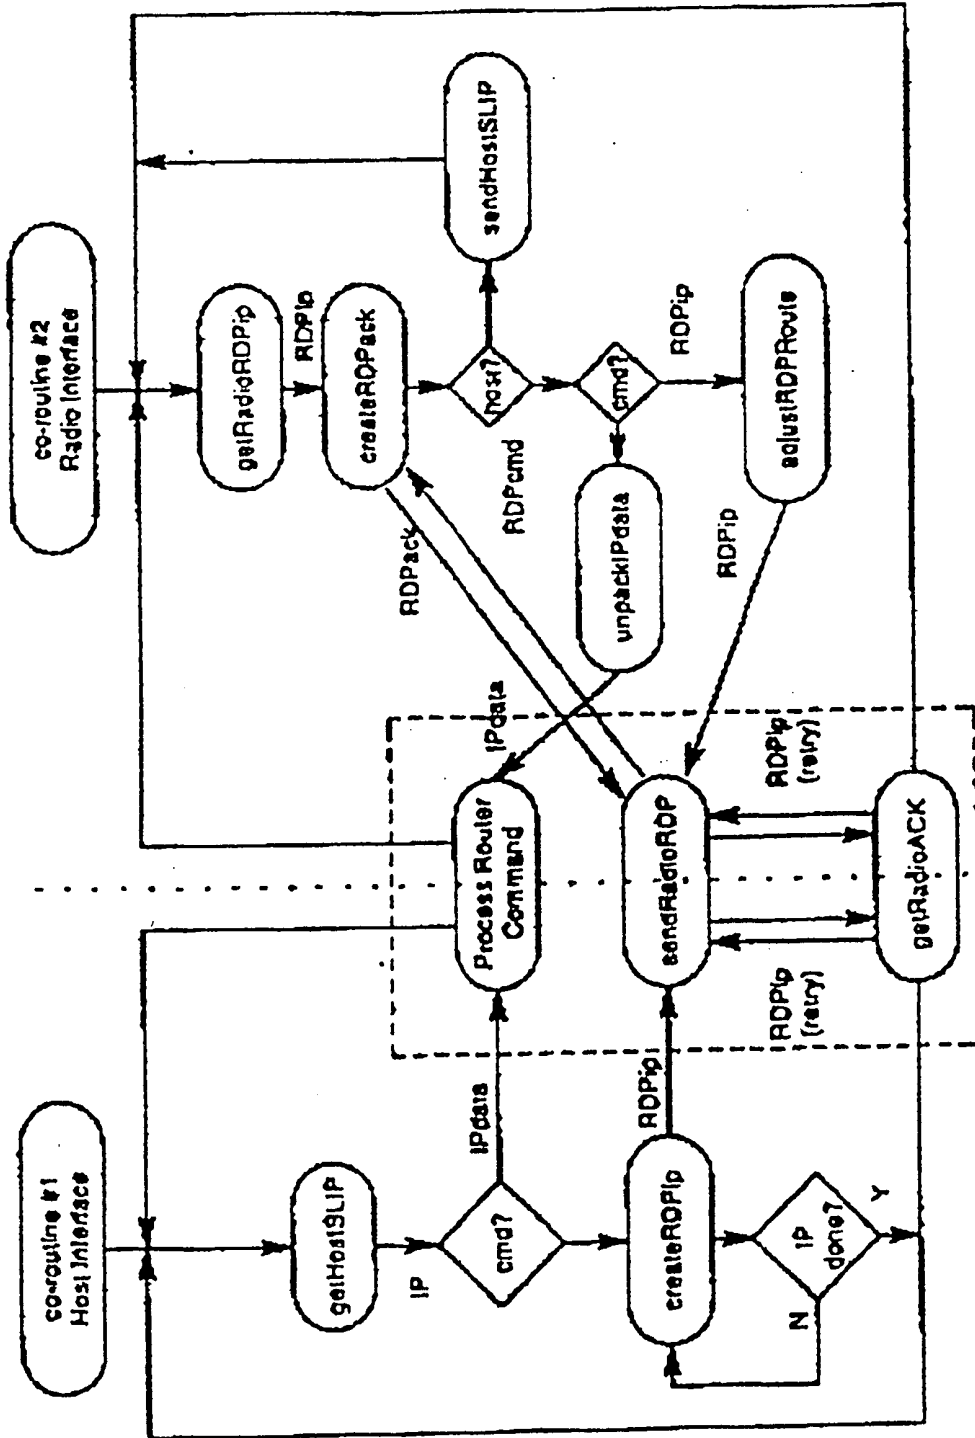 co-routine #1
Host Interface
getHostSLIP
IP
cmd?
IPdata
createRDPip
RDPip
IP
done?
N
Y
Process Router
Command
sendRadioRDP
RDPip
(retry)
RDPip
(retry)
getRadioACK
co-routine #2
Radio Interface
getRadioRDPip
RDPip
createRDPack
RDPack
host?
sendHostSLIP
RDPcmd
cmd?
RDPip
unpackIPdata
IPdata
adjustRDPRoute
RDPip